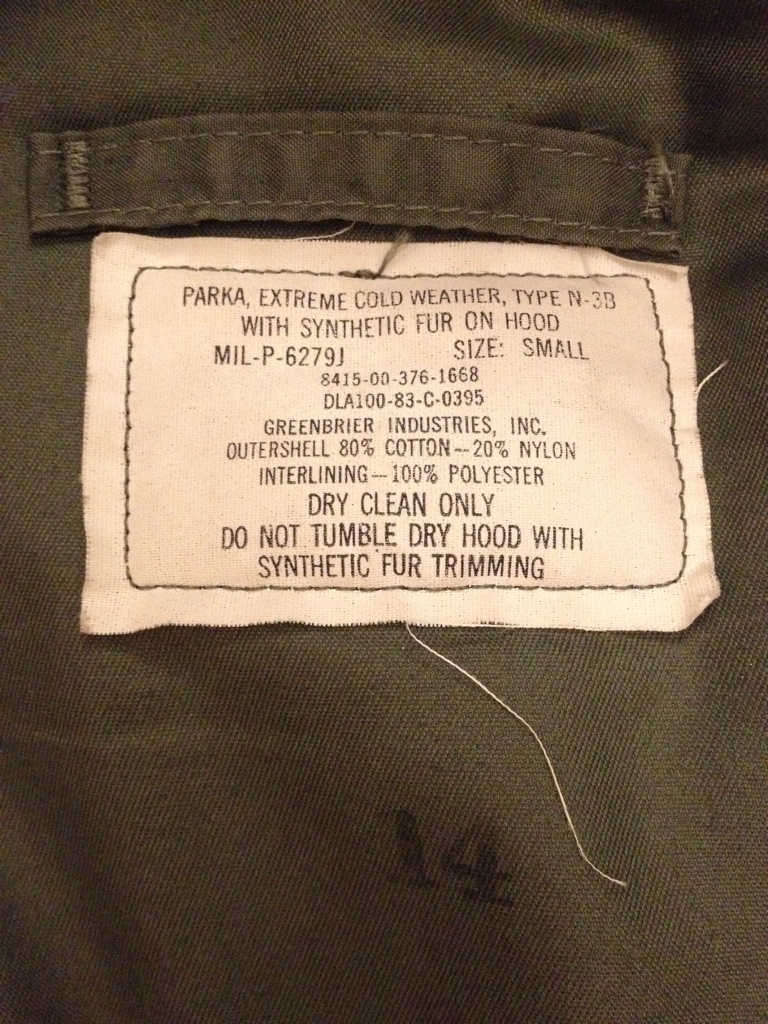 PARKA, EXTREME COLD WEATHER, TYPE N-3B
WITH SYNTHETIC FUR ON HOOD
MIL-P-6279J SIZE: SMALL
8415-00-376-1668
DLA100-83-C-0395
GREENBRIER INDUSTRIES, INC.
OUTERSHELL 80% COTTON--20% NYLON
INTERLINING--100% POLYESTER
DRY CLEAN ONLY
DO NOT TUMBLE DRY HOOD WITH
SYNTHETIC FUR TRIMMING
14